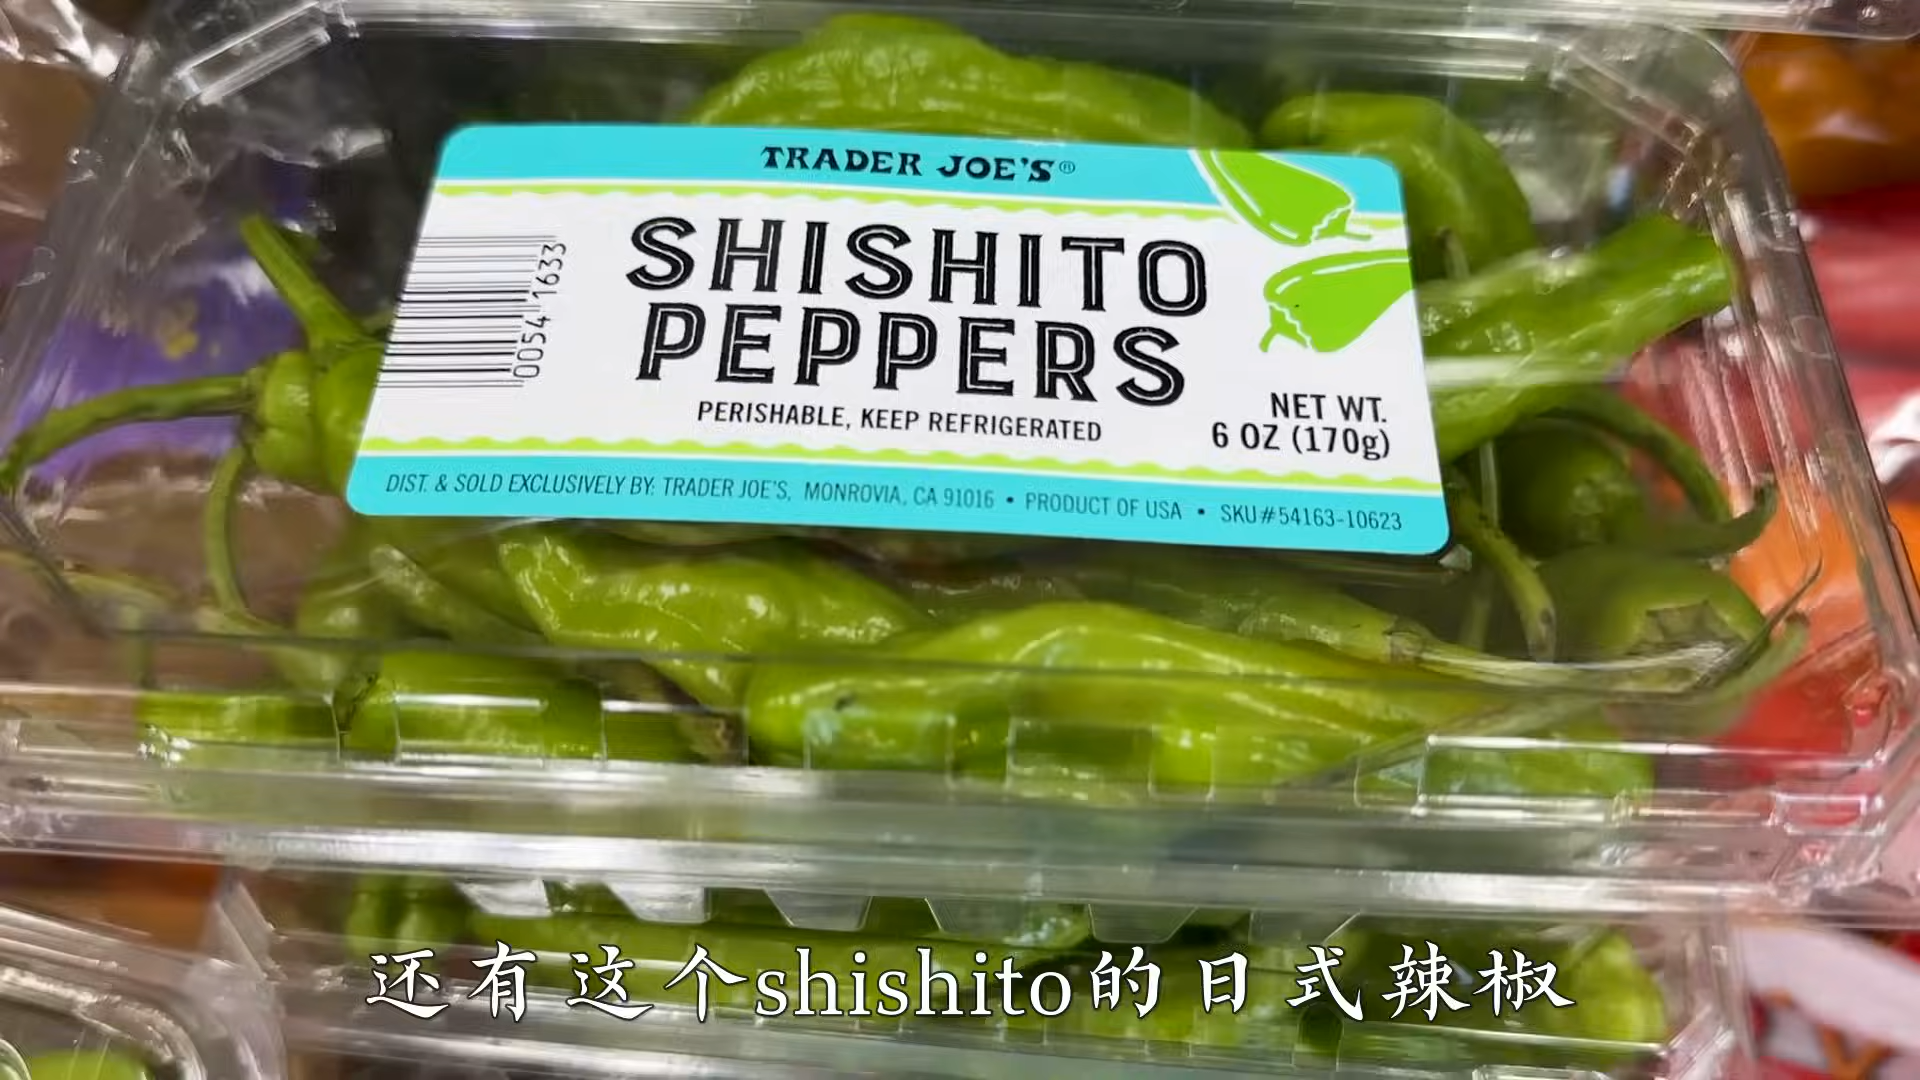 TRADER JOE'S®
SHISHITO
PEPPERS
PERISHABLE, KEEP REFRIGERATED
NET WT.
6 OZ (170g)
0054 1633
DIST. & SOLD EXCLUSIVELY BY: TRADER JOE'S, MONROVIA, CA 91016 • PRODUCT OF USA • SKU#54163-10623
还有这个shishito的日式辣椒